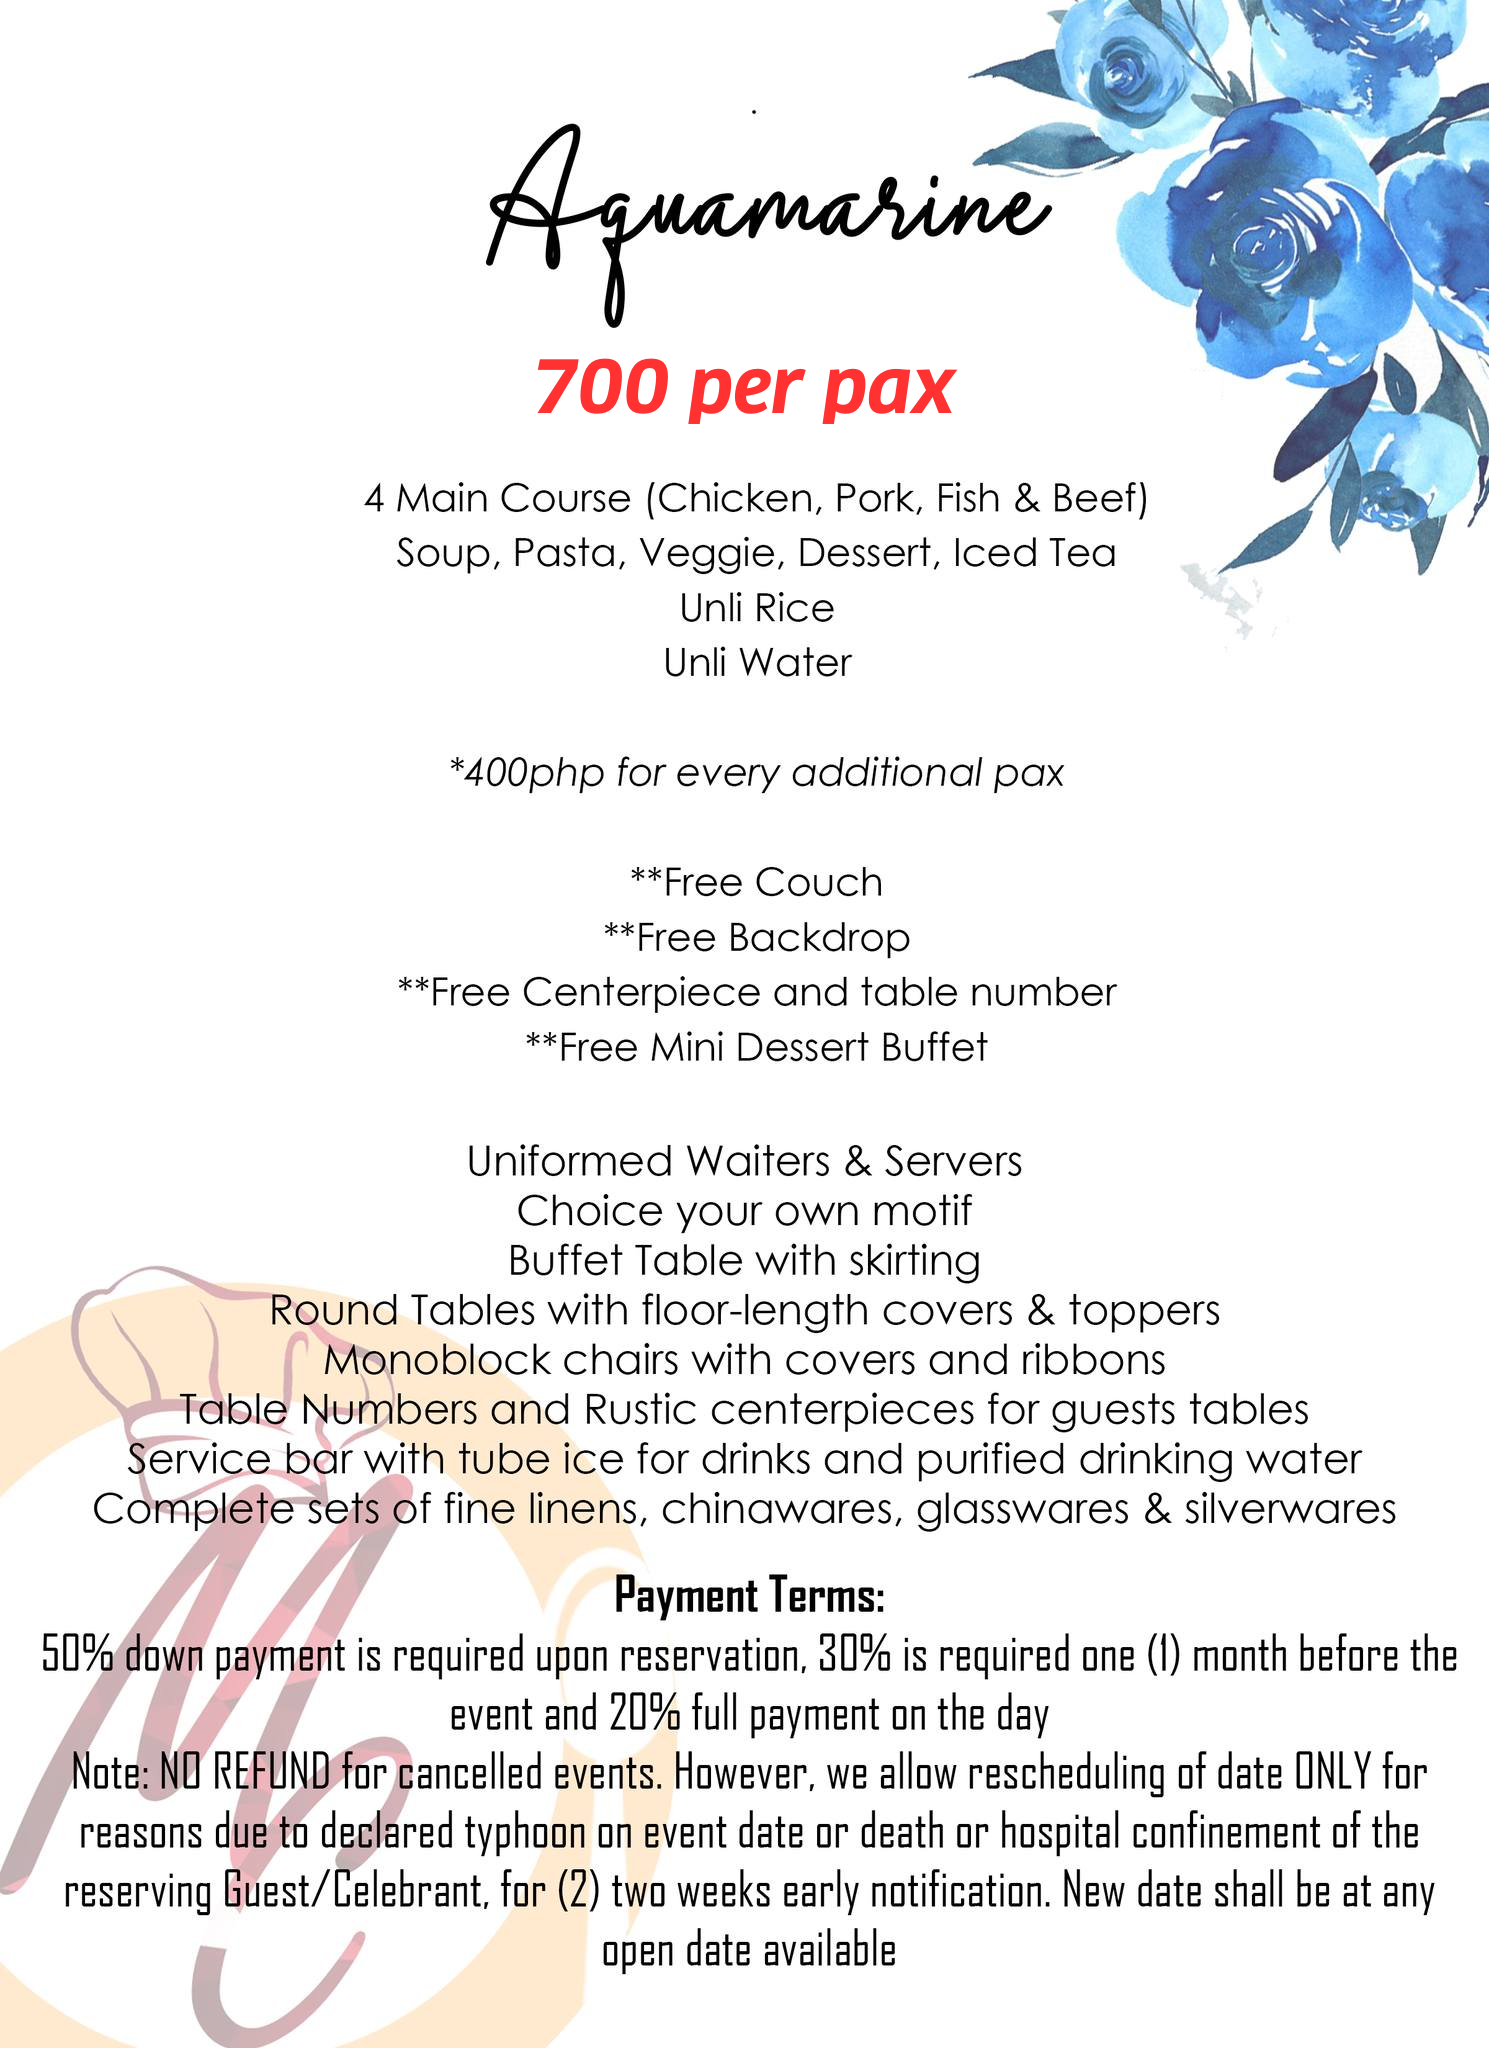 Aquamarine
700 per pax
4 Main Course (Chicken, Pork, Fish & Beef)
Soup, Pasta, Veggie, Dessert, Iced Tea
Unli Rice
Unli Water
*400php for every additional pax
**Free Couch
**Free Backdrop
**Free Centerpiece and table number
**Free Mini Dessert Buffet
Uniformed Waiters & Servers
Choice your own motif
Buffet Table with skirting
Round Tables with floor-length covers & toppers
Monoblock chairs with covers and ribbons
Table Numbers and Rustic centerpieces for guests tables
Service bar with tube ice for drinks and purified drinking water
Complete sets of fine linens, chinawares, glasswares & silverwares
Payment Terms:
50% down payment is required upon reservation, 30% is required one (1) month before the
event and 20% full payment on the day
Note: NO REFUND for cancelled events. However, we allow rescheduling of date ONLY for
reasons due to declared typhoon on event date or death or hospital confinement of the
reserving Guest/Celebrant, for (2) two weeks early notification. New date shall be at any
open date available